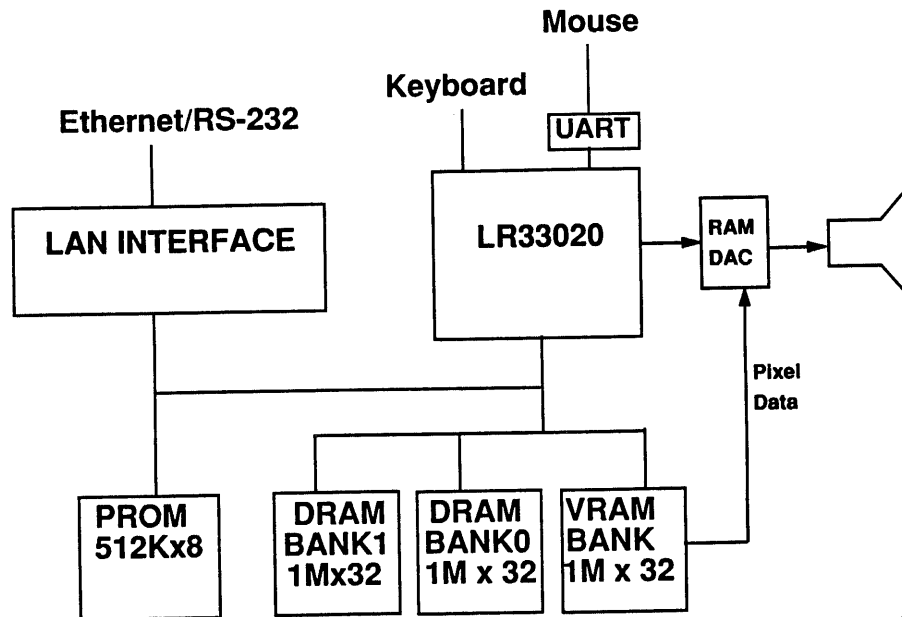 Mouse
Keyboard
Ethernet/RS-232
UART
LAN INTERFACE
LR33020
RAM
DAC
Pixel
Data
PROM
512Kx8
DRAM
BANK1
1Mx32
DRAM
BANK0
1M x 32
VRAM
BANK
1M x 32